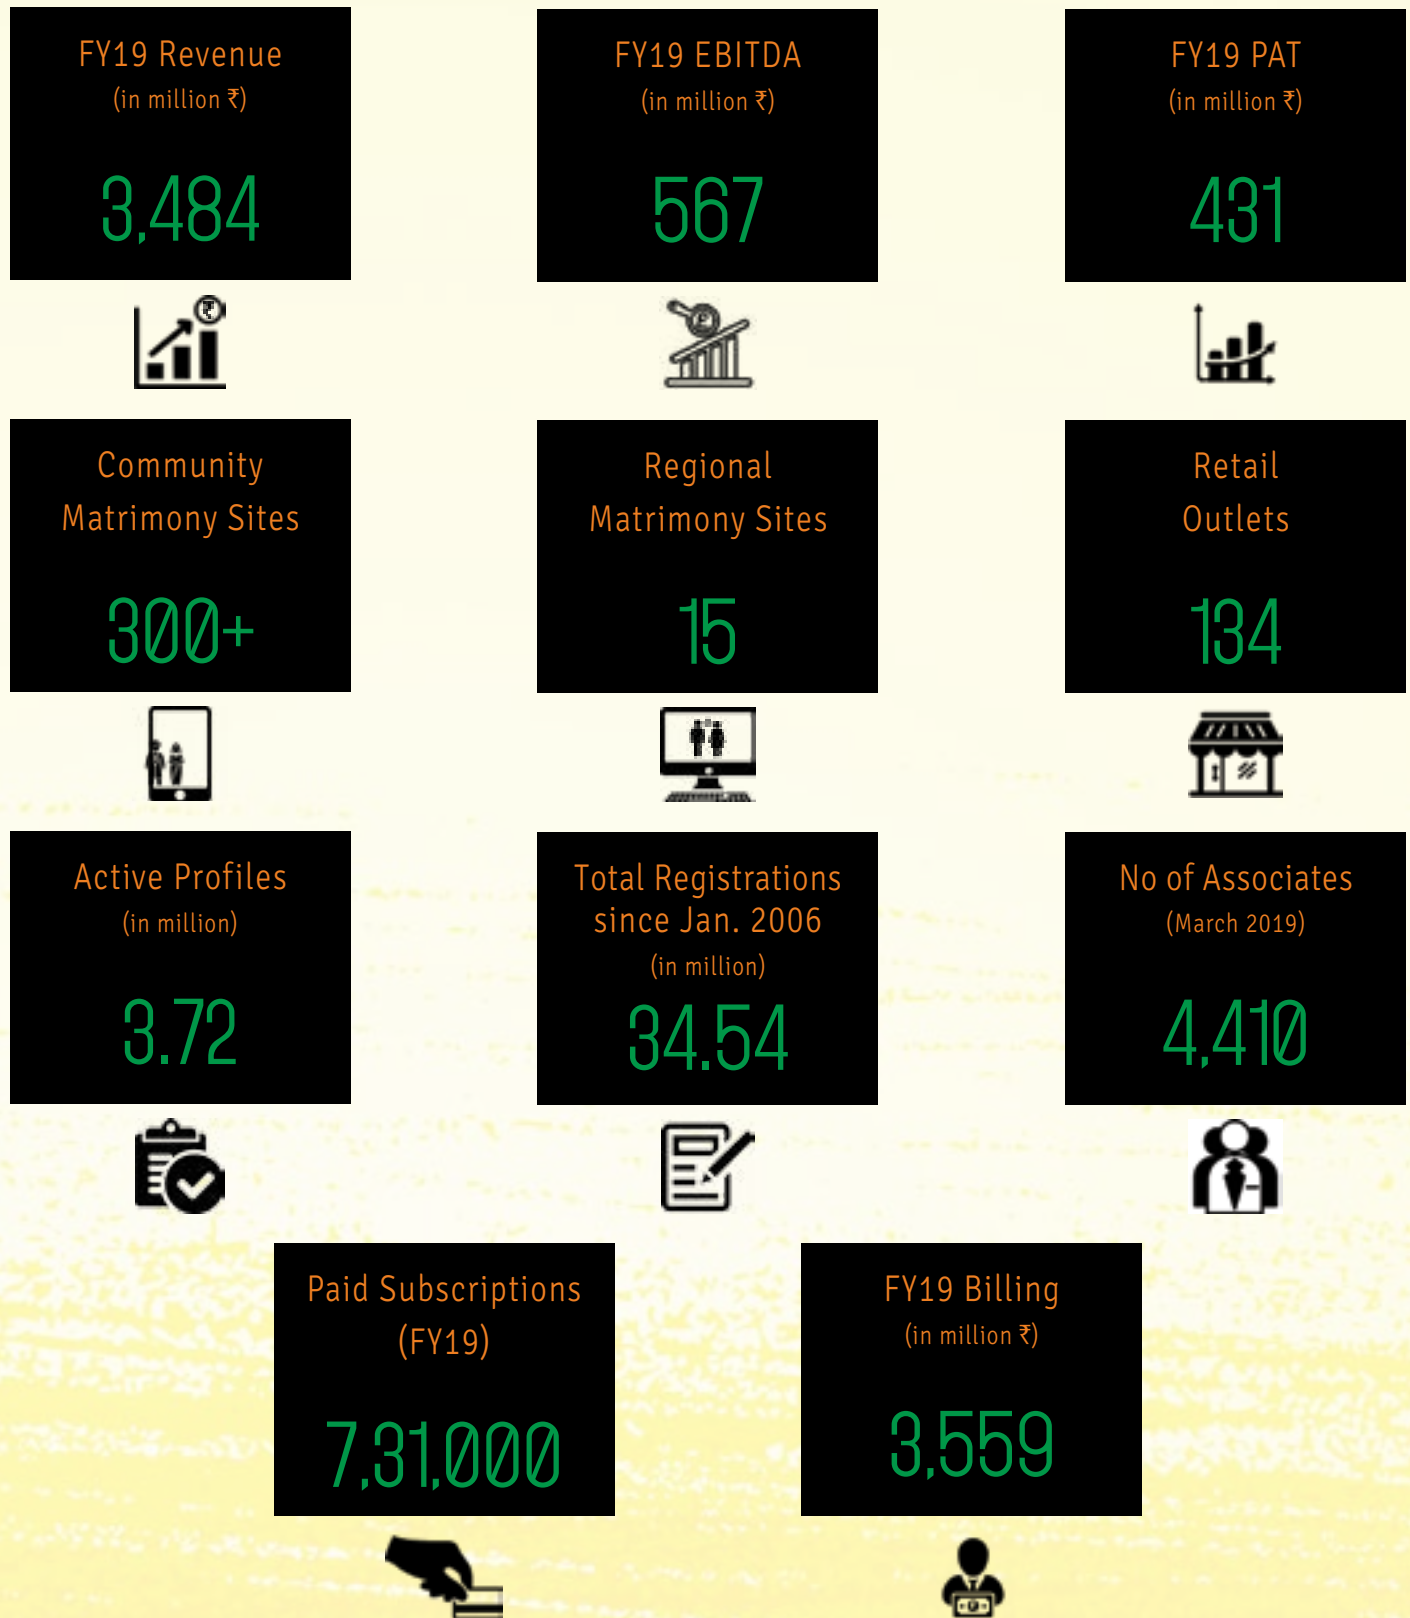 FY19 Revenue
(in million ₹)
3,484
FY19 EBITDA
(in million ₹)
567
FY19 PAT
(in million ₹)
431
Community
Matrimony Sites
300+
Regional
Matrimony Sites
15
Retail
Outlets
134
Active Profiles
(in million)
3.72
Total Registrations
since Jan. 2006
(in million)
34.54
No of Associates
(March 2019)
4,410
Paid Subscriptions
(FY19)
7,31,000
FY19 Billing
(in million ₹)
3,559